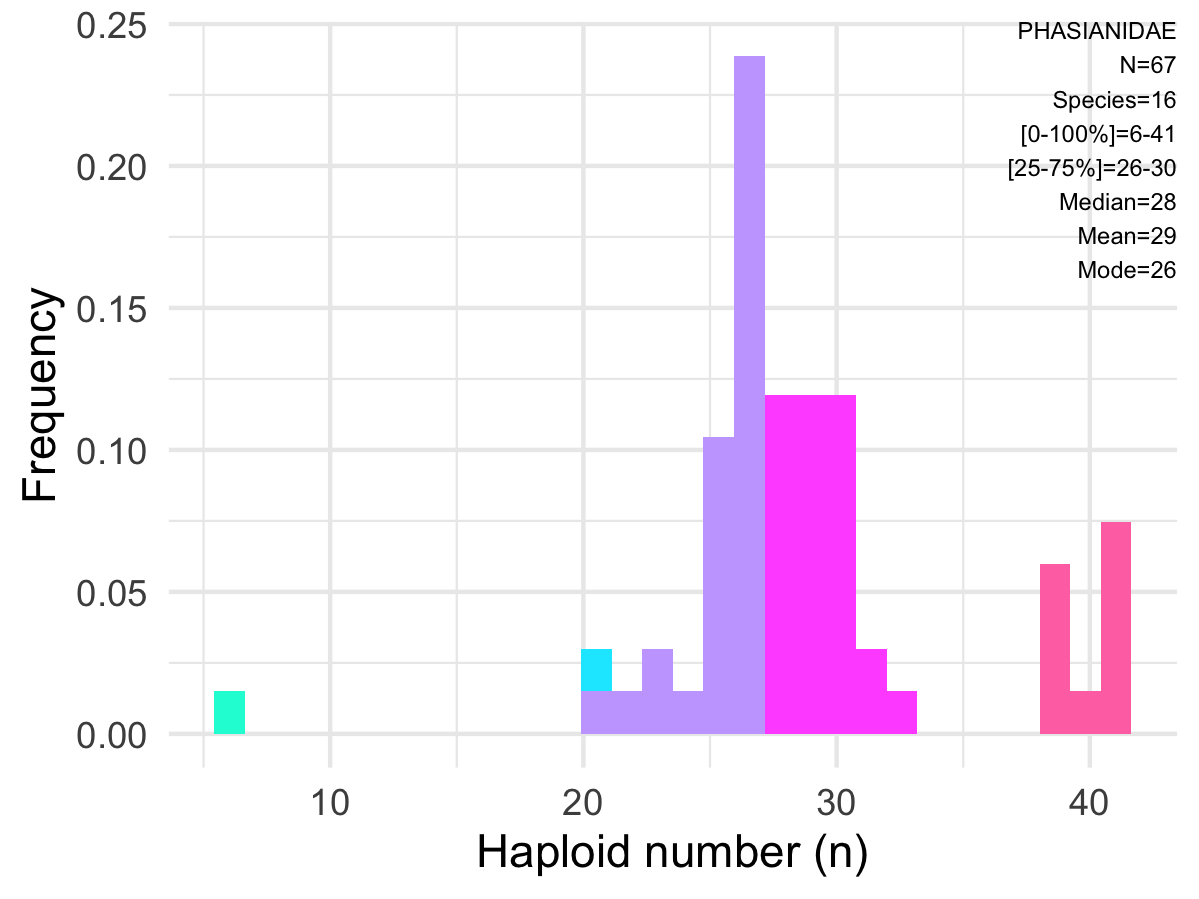 PHASIANIDAE
N=67
Species=16
[0-100%]=6-41
[25-75%]=26-30
Median=28
Mean=29
Mode=26
0.25
0.20
0.15
0.10
0.05
0.00
Frequency
10 20 30 40
Haploid number (n)